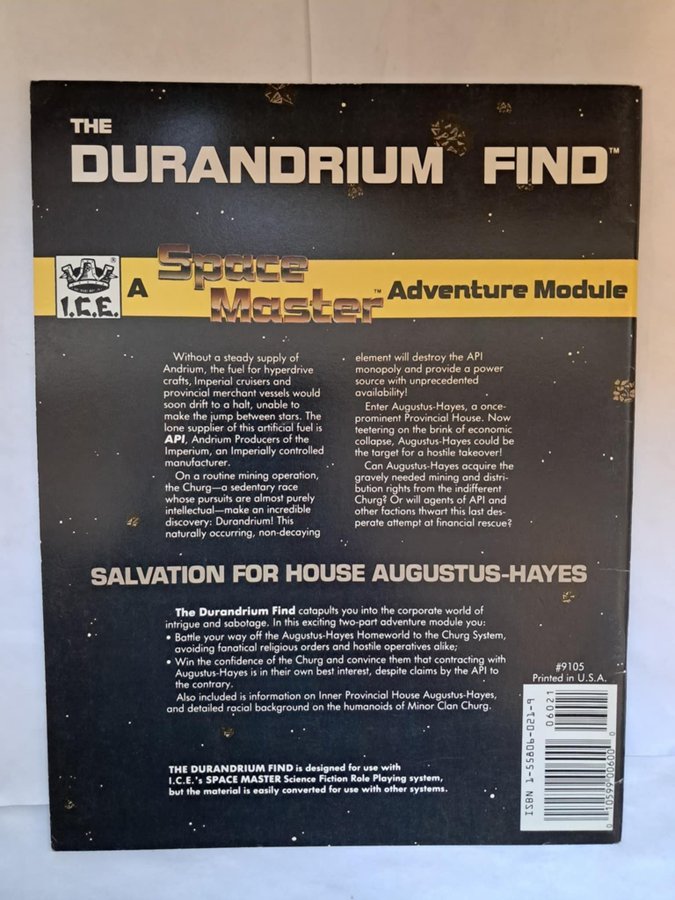 THE
DURANDRIUM FIND™
I.C.E.®
A Space Master™ Adventure Module
Without a steady supply of
Andrium, the fuel for hyperdrive
crafts, Imperial cruisers and
provincial merchant vessels would
soon drift to a halt, unable to
make the jump between stars. The
lone supplier of this artificial fuel is
API, Andrium Producers of the
Imperium, an Imperially controlled
manufacturer.
On a routine mining operation,
the Churg—a sedentary race
whose pursuits are almost purely
intellectual—make an incredible
discovery: Durandrium! This
naturally occurring, non-decaying
element will destroy the API
monopoly and provide a power
source with unprecedented
availability!
Enter Augustus-Hayes, a once-
prominent Provincial House. Now
teetering on the brink of economic
collapse, Augustus-Hayes could be
the target for a hostile takeover!
Can Augustus-Hayes acquire the
gravely needed mining and distri-
bution rights from the indifferent
Churg? Or will agents of API and
other factions thwart this last des-
perate attempt at financial rescue?
SALVATION FOR HOUSE AUGUSTUS-HAYES
The Durandrium Find catapults you into the corporate world of
intrigue and sabotage. In this exciting two-part adventure module you:
• Battle your way off the Augustus-Hayes Homeworld to the Churg System,
avoiding fanatical religious orders and hostile operatives alike;
• Win the confidence of the Churg and convince them that contracting with
Augustus-Hayes is in their own best interest, despite claims by the API to
the contrary.
Also included is information on Inner Provincial House Augustus-Hayes,
and detailed racial background on the humanoids of Minor Clan Churg.
#9105
Printed in U.S.A.
ISBN 1-55806-021-9
06021
0 10599 00600 0
THE DURANDRIUM FIND is designed for use with
I.C.E.'s SPACE MASTER Science Fiction Role Playing system,
but the material is easily converted for use with other systems.